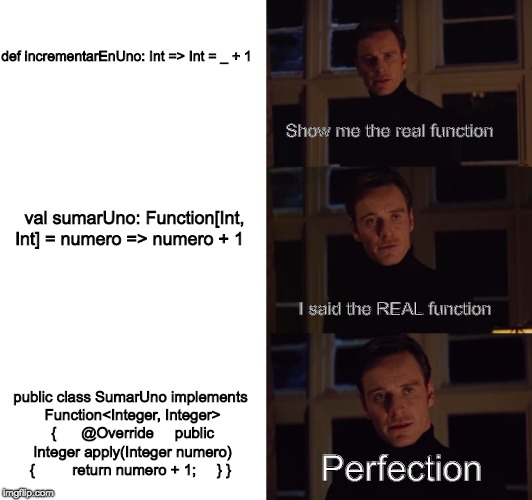 def incrementarEnUno: Int => Int = _ + 1
Show me the real function
val sumarUno: Function[Int,
Int] = numero => numero + 1
I said the REAL function
public class SumarUno implements
Function<Integer, Integer>
{ @Override public
Integer apply(Integer numero)
{ return numero + 1; } }
Perfection
imgflip.com